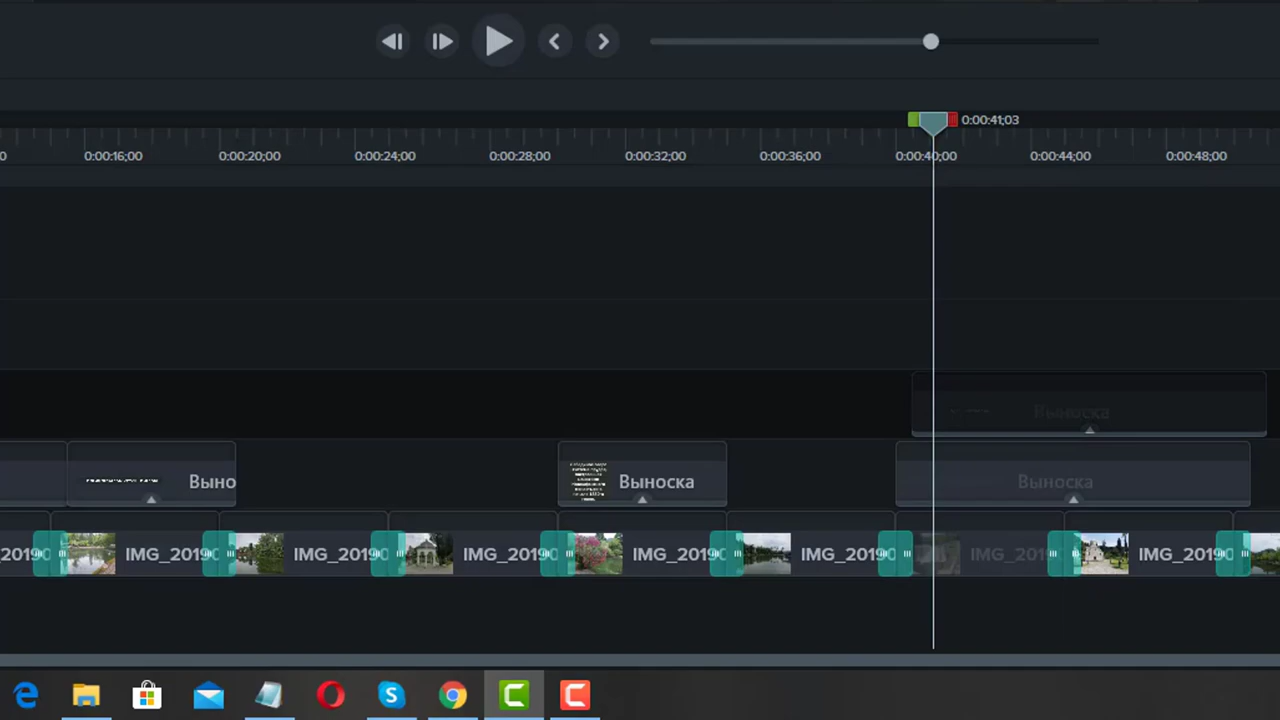 0:00:41;03
0 0:00:16;00 0:00:20;00 0:00:24;00 0:00:28;00 0:00:32;00 0:00:36;00 0:00:40;00 0:00:44;00 0:00:48;00
Выноска
Выно Выноска Выноска
2019( IMG_2019( IMG_2019( IMG_2019( IMG_2019( IMG_2019( IMG_2019( IMG_2019(